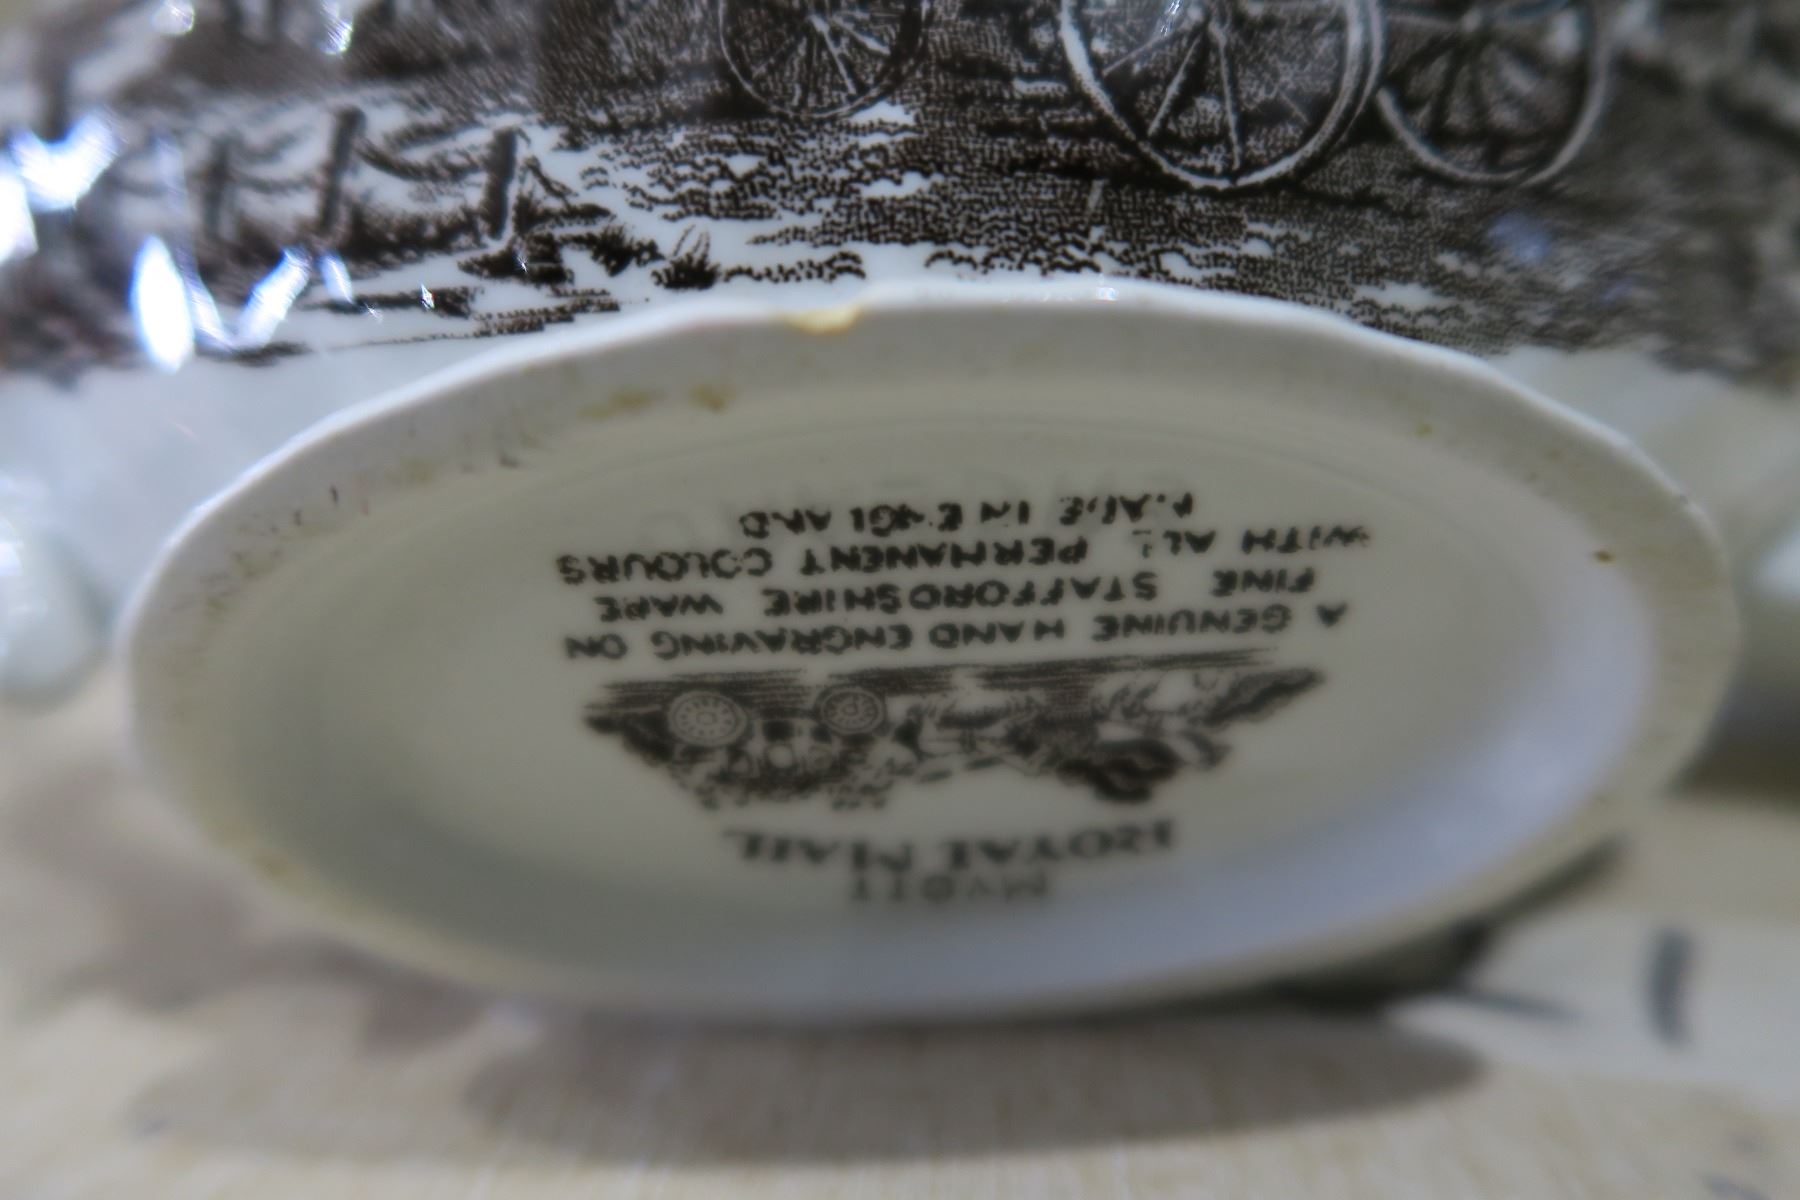 MYOTT
ROYAL MAIL
A GENUINE HAND ENGRAVING ON
FINE STAFFORDSHIRE WARE
WITH ALL PERMANENT COLOURS
MADE IN ENGLAND